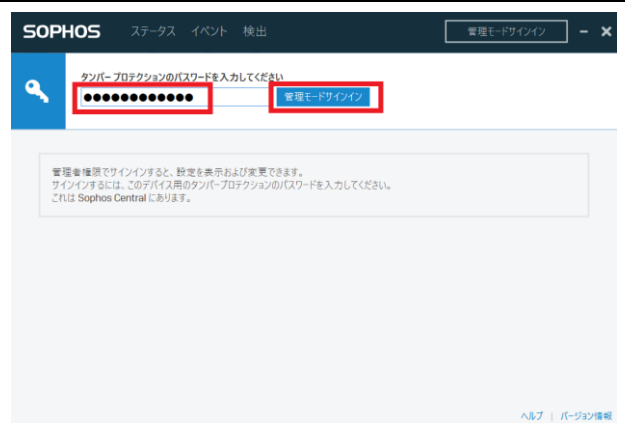 SOPHOS ステータス イベント 検出 管理モードサインイン
タンパー プロテクションのパスワードを入力してください
●●●●●●●●●●●● 管理モードサインイン
管理者権限でサインインすると、設定を表示および変更できます。
サインインするには、このデバイス用のタンパープロテクションのパスワードを入力してください。
これは Sophos Central にあります。
ヘルプ | バージョン情報